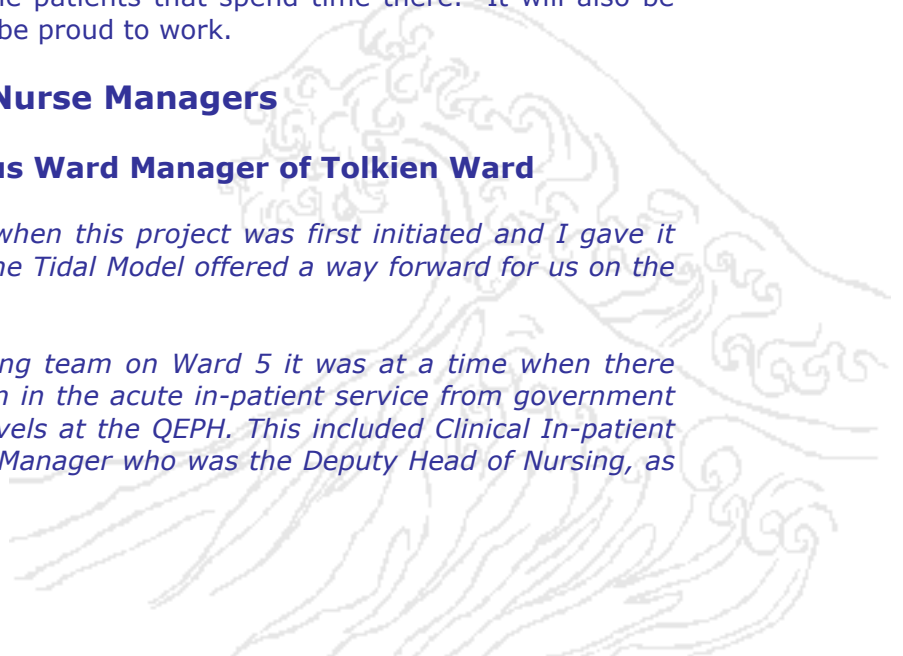 e patients that spend time there. It will also be
be proud to work.
Nurse Managers
us Ward Manager of Tolkien Ward
when this project was first initiated and I gave it
ne Tidal Model offered a way forward for us on the
ing team on Ward 5 it was at a time when there
n in the acute in-patient service from government
vels at the QEPH. This included Clinical In-patient
Manager who was the Deputy Head of Nursing, as